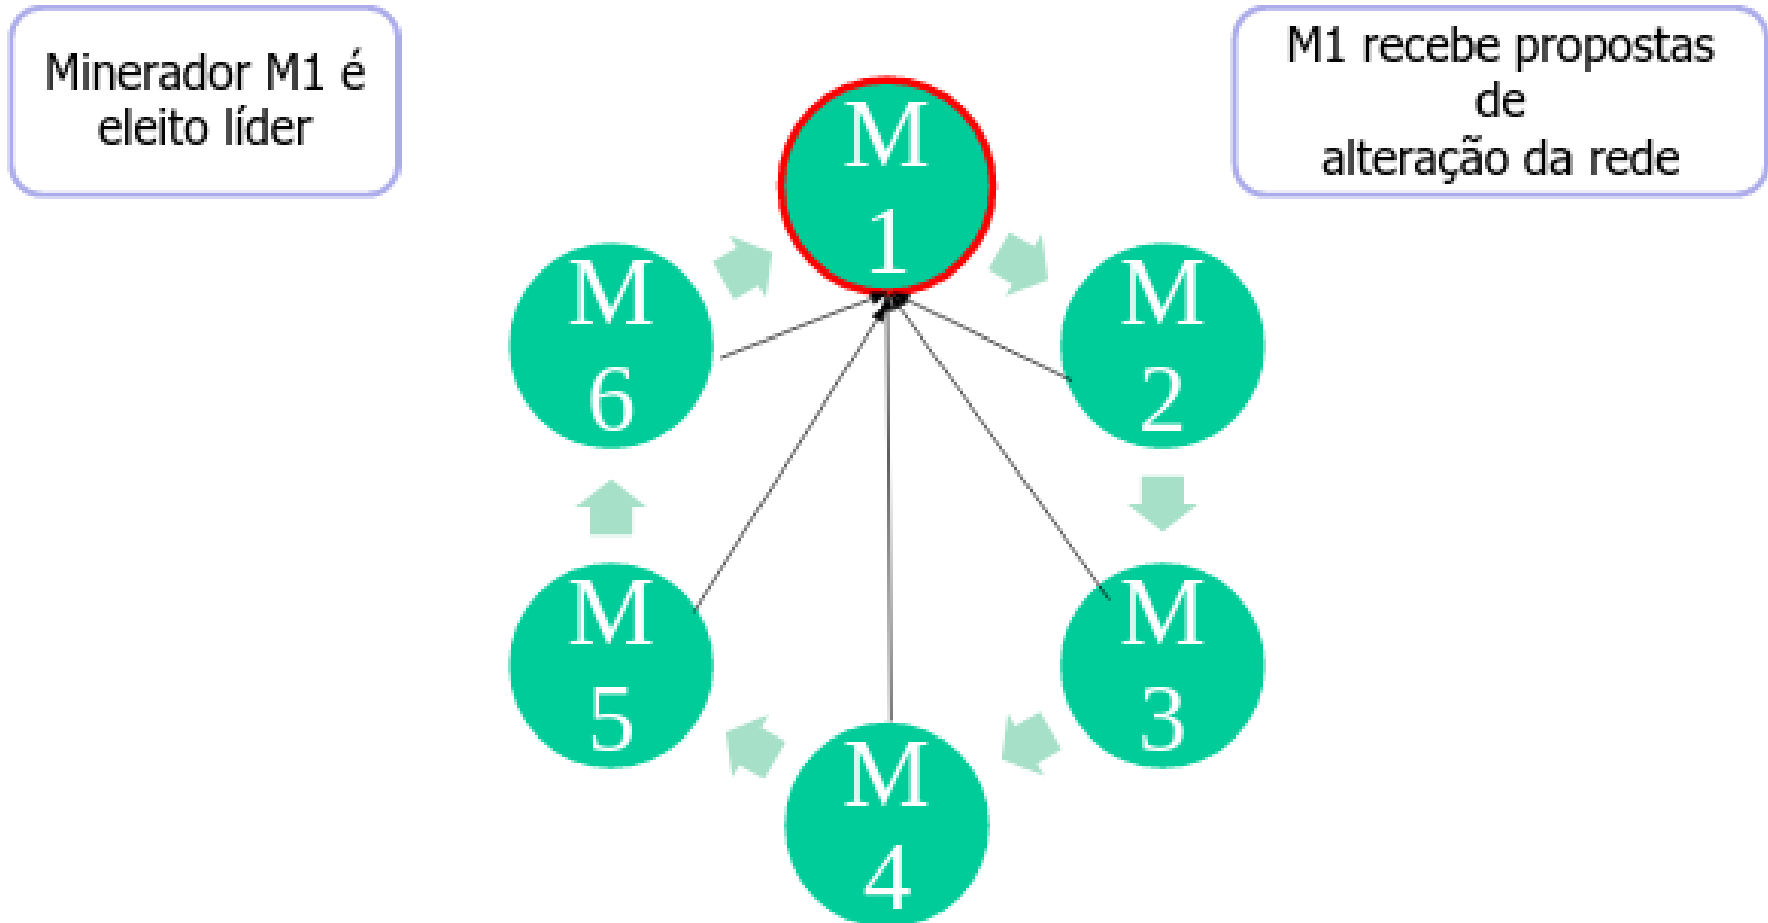 Minerador M1 é
eleito líder
M1 recebe propostas
de
alteração da rede
M
1
M
2
M
3
M
4
M
5
M
6